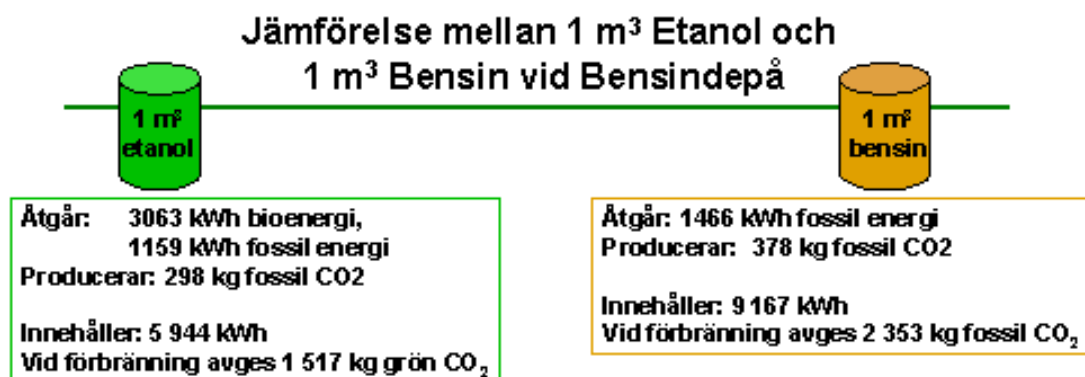 Jämförelse mellan 1 m³ Etanol och
1 m³ Bensin vid Bensindepå
1 m³
etanol
1 m³
bensin
Åtgår: 3063 kWh bioenergi,
1159 kWh fossil energi
Producerar: 298 kg fossil CO2
Innehåller: 5 944 kWh
Vid förbränning avges 1 517 kg grön CO₂
Åtgår: 1466 kWh fossil energi
Producerar: 378 kg fossil CO2
Innehåller: 9 167 kWh
Vid förbränning avges 2 353 kg fossil CO₂